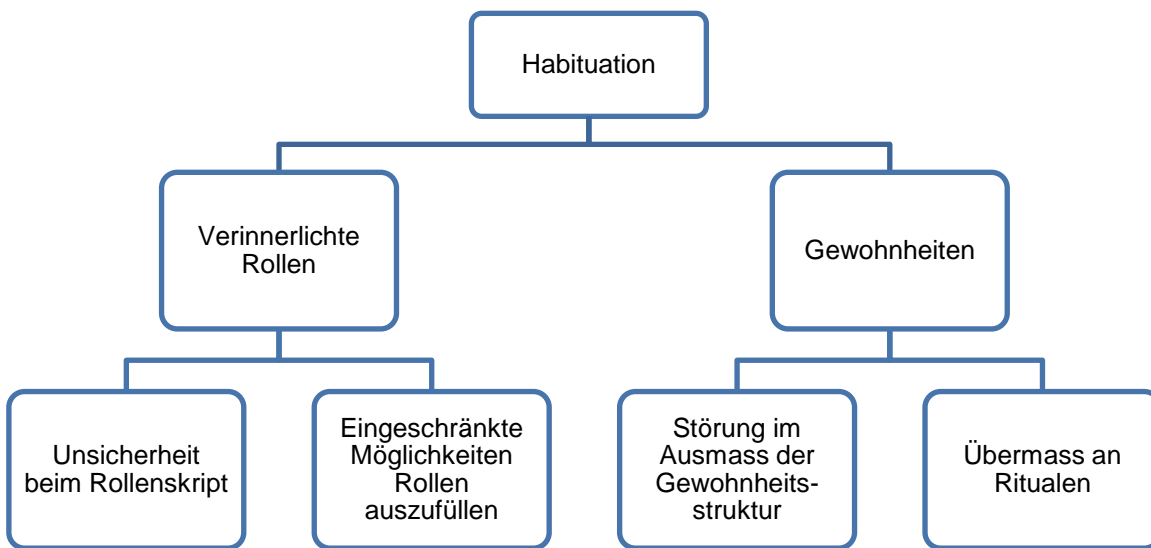 Habituation
Verinnerlichte
Rollen
Gewohnheiten
Unsicherheit
beim Rollenskript
Eingeschränkte
Möglichkeiten
Rollen
auszufüllen
Störung im
Ausmass der
Gewohnheits-
struktur
Übermass an
Ritualen